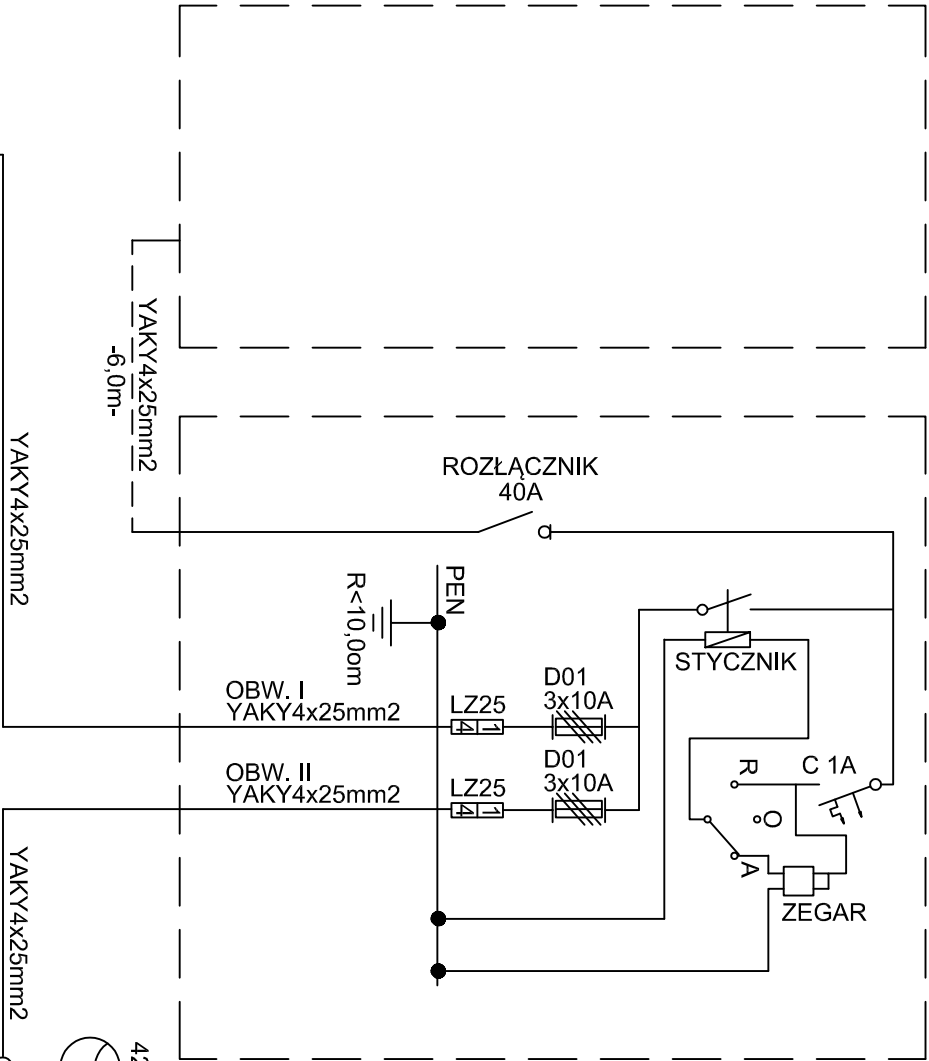 YAKY4x25mm2
-6,0m-
YAKY4x25mm2
ROZŁĄCZNIK
40A
PEN
R<10,0om
STYCZNIK
OBW. I
YAKY4x25mm2
LZ25
4 1
D01
3x10A
OBW. II
YAKY4x25mm2
LZ25
4 1
D01
3x10A
R
C 1A
O
A
ZEGAR
YAKY4x25mm2